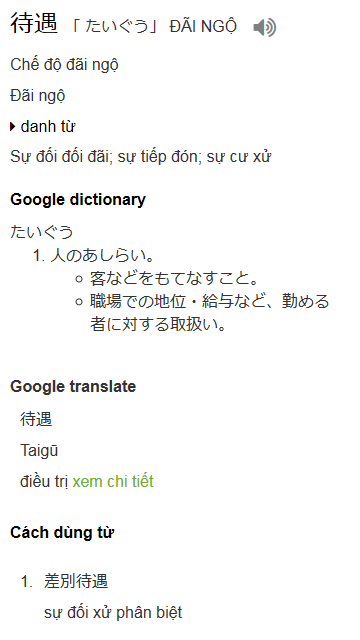 待遇 「 たいぐう」 ĐÃI NGỘ
Chế độ đãi ngộ
Đãi ngộ
danh từ
Sự đối đối đãi; sự tiếp đón; sự cư xử
Google dictionary
たいぐう
1. 人のあしらい。
客などをもてなすこと。
職場での地位・給与など、勤める
者に対する取扱い。
Google translate
待遇
Taigū
điều trị xem chi tiết
Cách dùng từ
1. 差別待遇
sự đối xử phân biệt